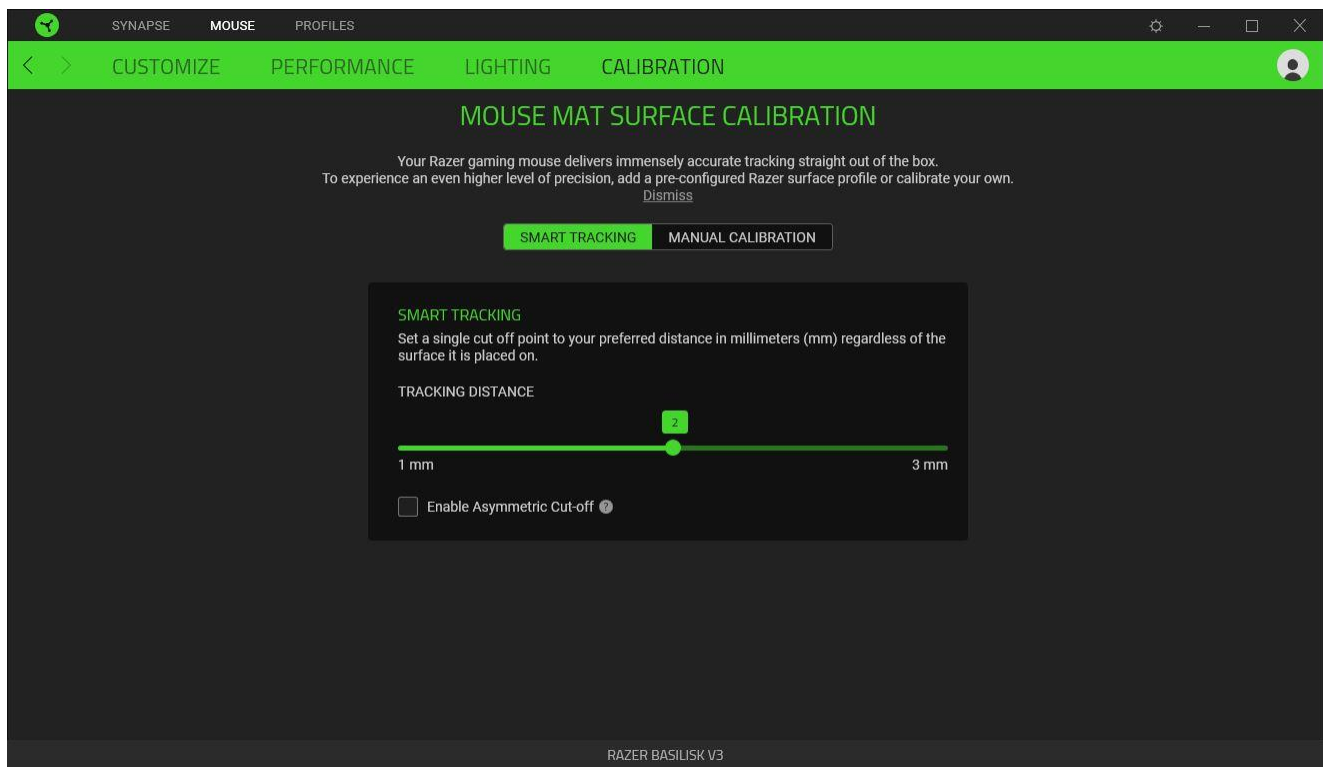 SYNAPSE MOUSE PROFILES
CUSTOMIZE PERFORMANCE LIGHTING CALIBRATION
MOUSE MAT SURFACE CALIBRATION
Your Razer gaming mouse delivers immensely accurate tracking straight out of the box.
To experience an even higher level of precision, add a pre-configured Razer surface profile or calibrate your own.
Dismiss
SMART TRACKING MANUAL CALIBRATION
SMART TRACKING
Set a single cut off point to your preferred distance in millimeters (mm) regardless of the
surface it is placed on.
TRACKING DISTANCE
2
1 mm 3 mm
Enable Asymmetric Cut-off ?
RAZER BASILISK V3